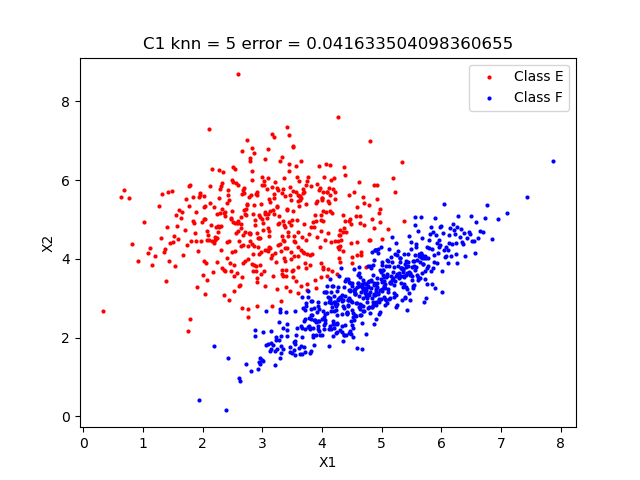 C1 knn = 5 error = 0.041633504098360655
Class E
Class F
8
6
4
2
0
X2
0 1 2 3 4 5 6 7 8
X1